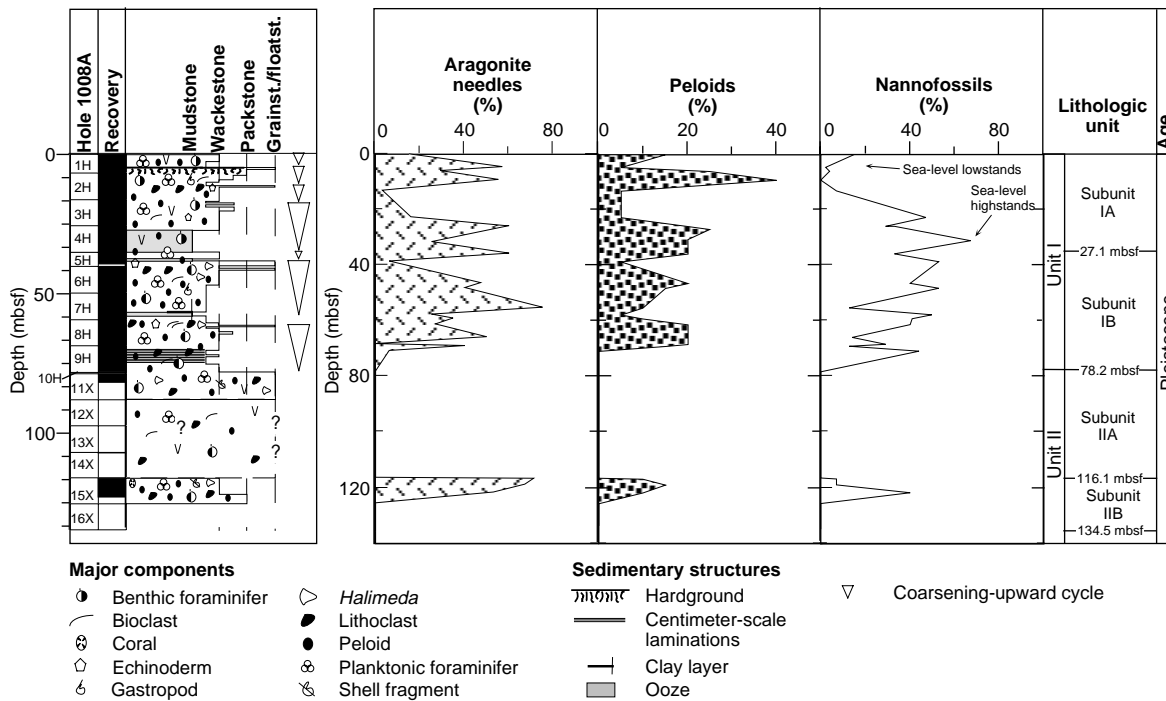 Hole 1008A
Recovery
Mudstone
Wackestone
Packstone
Grainst./floatst.
Aragonite
needles
(%)
Peloids
(%)
Nannofossils
(%)
Lithologic
unit
Age
0 40 80
0 20 40
0 40 80
Depth (mbsf)
0
50
100
1H
2H
3H
4H
5H
6H
7H
8H
9H
10H
11X
12X
13X
14X
15X
16X
?
?
?
Depth (mbsf)
0
40
80
120
Sea-level lowstands
Sea-level
highstands
Unit I
Unit II
Subunit
IA
27.1 mbsf
Subunit
IB
78.2 mbsf
Subunit
IIA
116.1 mbsf
Subunit
IIB
134.5 mbsf
Pleistocene
Major components
Benthic foraminifer
Bioclast
Coral
Echinoderm
Gastropod
Halimeda
Lithoclast
Peloid
Planktonic foraminifer
Shell fragment
Sedimentary structures
Hardground
Centimeter-scale
laminations
Clay layer
Ooze
Coarsening-upward cycle